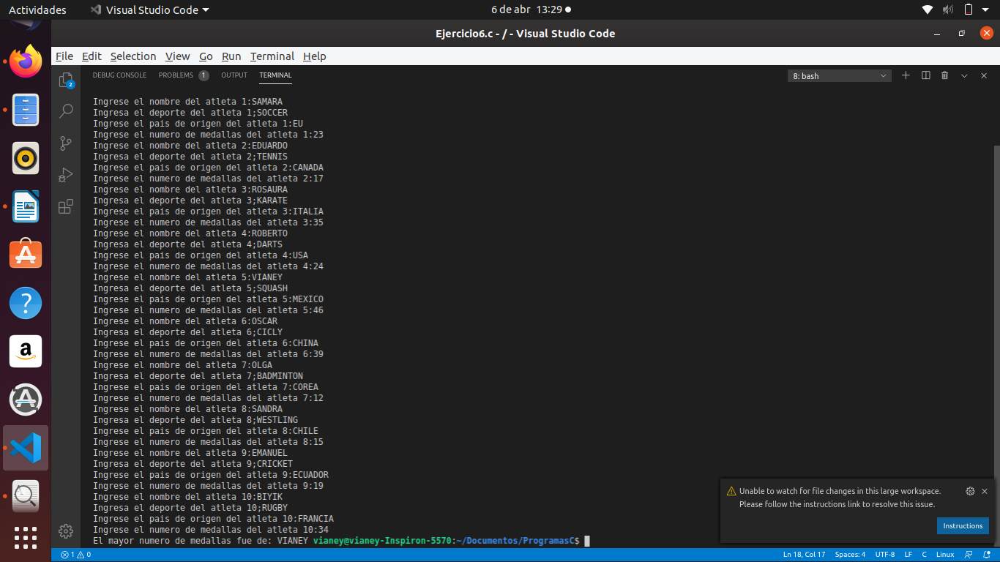 Actividades Visual Studio Code 6 de abr 13:29
Ejercicio6.c - / - Visual Studio Code
File Edit Selection View Go Run Terminal Help
DEBUG CONSOLE PROBLEMS 1 OUTPUT TERMINAL 8: bash
2
Ingrese el nombre del atleta 1:SAMARA
Ingresa el deporte del atleta 1;SOCCER
Ingrese el pais de origen del atleta 1:EU
Ingrese el numero de medallas del atleta 1:23
Ingrese el nombre del atleta 2:EDUARDO
Ingresa el deporte del atleta 2;TENNIS
Ingrese el pais de origen del atleta 2:CANADA
Ingrese el numero de medallas del atleta 2:17
Ingrese el nombre del atleta 3:ROSAURA
Ingresa el deporte del atleta 3;KARATE
Ingrese el pais de origen del atleta 3:ITALIA
Ingrese el numero de medallas del atleta 3:35
Ingrese el nombre del atleta 4:ROBERTO
Ingresa el deporte del atleta 4;DARTS
Ingrese el pais de origen del atleta 4:USA
Ingrese el numero de medallas del atleta 4:24
Ingrese el nombre del atleta 5:VIANEY
Ingresa el deporte del atleta 5;SQUASH
Ingrese el pais de origen del atleta 5:MEXICO
Ingrese el numero de medallas del atleta 5:46
Ingrese el nombre del atleta 6:OSCAR
Ingresa el deporte del atleta 6;CICLY
Ingrese el pais de origen del atleta 6:CHINA
Ingrese el numero de medallas del atleta 6:39
Ingrese el nombre del atleta 7:OLGA
Ingresa el deporte del atleta 7;BADMINTON
Ingrese el pais de origen del atleta 7:COREA
Ingrese el numero de medallas del atleta 7:12
Ingrese el nombre del atleta 8:SANDRA
Ingresa el deporte del atleta 8;WESTLING
Ingrese el pais de origen del atleta 8:CHILE
Ingrese el numero de medallas del atleta 8:15
Ingrese el nombre del atleta 9:EMANUEL
Ingresa el deporte del atleta 9;CRICKET
Ingrese el pais de origen del atleta 9:ECUADOR
Ingrese el numero de medallas del atleta 9:19
Ingrese el nombre del atleta 10:BIYIK
Ingresa el deporte del atleta 10;RUGBY
Ingrese el pais de origen del atleta 10:FRANCIA
Ingrese el numero de medallas del atleta 10:34
El mayor numero de medallas fue de: VIANEY vianey@vianey-Inspiron-5570:~/Documentos/ProgramasC$
Unable to watch for file changes in this large workspace.
Please follow the instructions link to resolve this issue.
Instructions
1 0 Ln 18, Col 17 Spaces: 4 UTF-8 LF C Linux